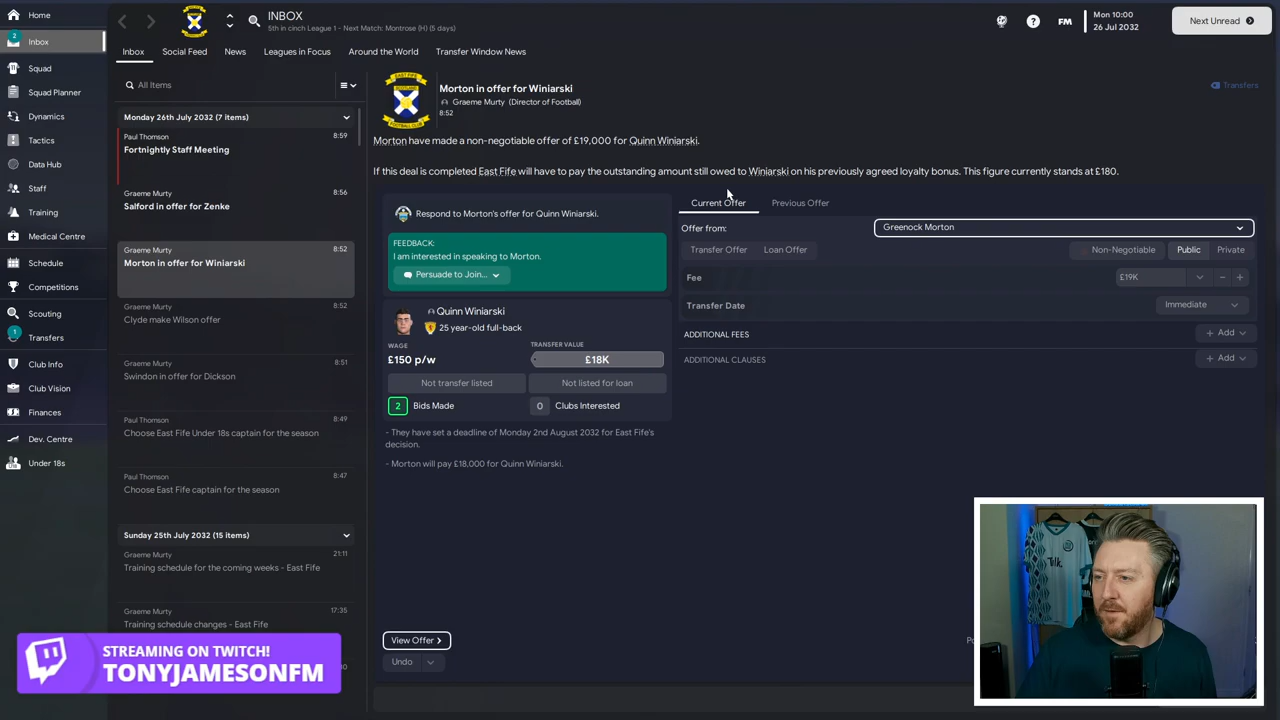 Home
INBOX
5th in cinch League 1 - Next Match: Montrose (H) (5 days)
FM
Mon 10:00
26 Jul 2032
Next Unread
2
Inbox
Squad
Squad Planner
Dynamics
Tactics
Data Hub
Staff
Training
Medical Centre
Schedule
Competitions
Scouting
1
Transfers
Club Info
Club Vision
Finances
Dev. Centre
Under 18s
Inbox
Social Feed
News
Leagues in Focus
Around the World
Transfer Window News
All Items
Monday 26th July 2032 (7 items)
Paul Thomson
8:59
Fortnightly Staff Meeting
Graeme Murty
8:56
Salford in offer for Zenke
Graeme Murty
8:52
Morton in offer for Winiarski
Graeme Murty
8:52
Clyde make Wilson offer
Graeme Murty
8:51
Swindon in offer for Dickson
Paul Thomson
8:49
Choose East Fife Under 18s captain for the season
Paul Thomson
8:47
Choose East Fife captain for the season
Sunday 25th July 2032 (15 items)
Graeme Murty
21:11
Training schedule for the coming weeks - East Fife
Graeme Murty
17:35
Training schedule changes - East Fife
Morton in offer for Winiarski
Graeme Murty (Director of Football)
8:52
Transfers
Morton have made a non-negotiable offer of £19,000 for Quinn Winiarski.
If this deal is completed East Fife will have to pay the outstanding amount still owed to Winiarski on his previously agreed loyalty bonus. This figure currently stands at £180.
Respond to Morton's offer for Quinn Winiarski.
FEEDBACK:
I am interested in speaking to Morton.
Persuade to Join...
Quinn Winiarski
25 year-old full-back
WAGE
£150 p/w
TRANSFER VALUE
£18K
Not transfer listed
Not listed for loan
2 Bids Made
0 Clubs Interested
- They have set a deadline of Monday 2nd August 2032 for East Fife's
decision.
- Morton will pay £18,000 for Quinn Winiarski.
Current Offer
Previous Offer
Offer from:
Greenock Morton
Transfer Offer
Loan Offer
Non-Negotiable
Public
Private
Fee
£19K
Transfer Date
Immediate
ADDITIONAL FEES
Add
ADDITIONAL CLAUSES
Add
View Offer
Undo
STREAMING ON TWITCH!
TONYJAMESONFM